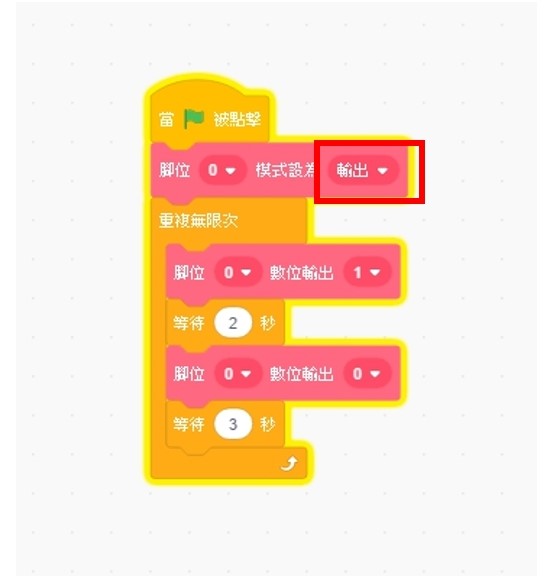 當 被點擊
腳位 0 模式設為 輸出
重複無限次
腳位 0 數位輸出 1
等待 2 秒
腳位 0 數位輸出 0
等待 3 秒